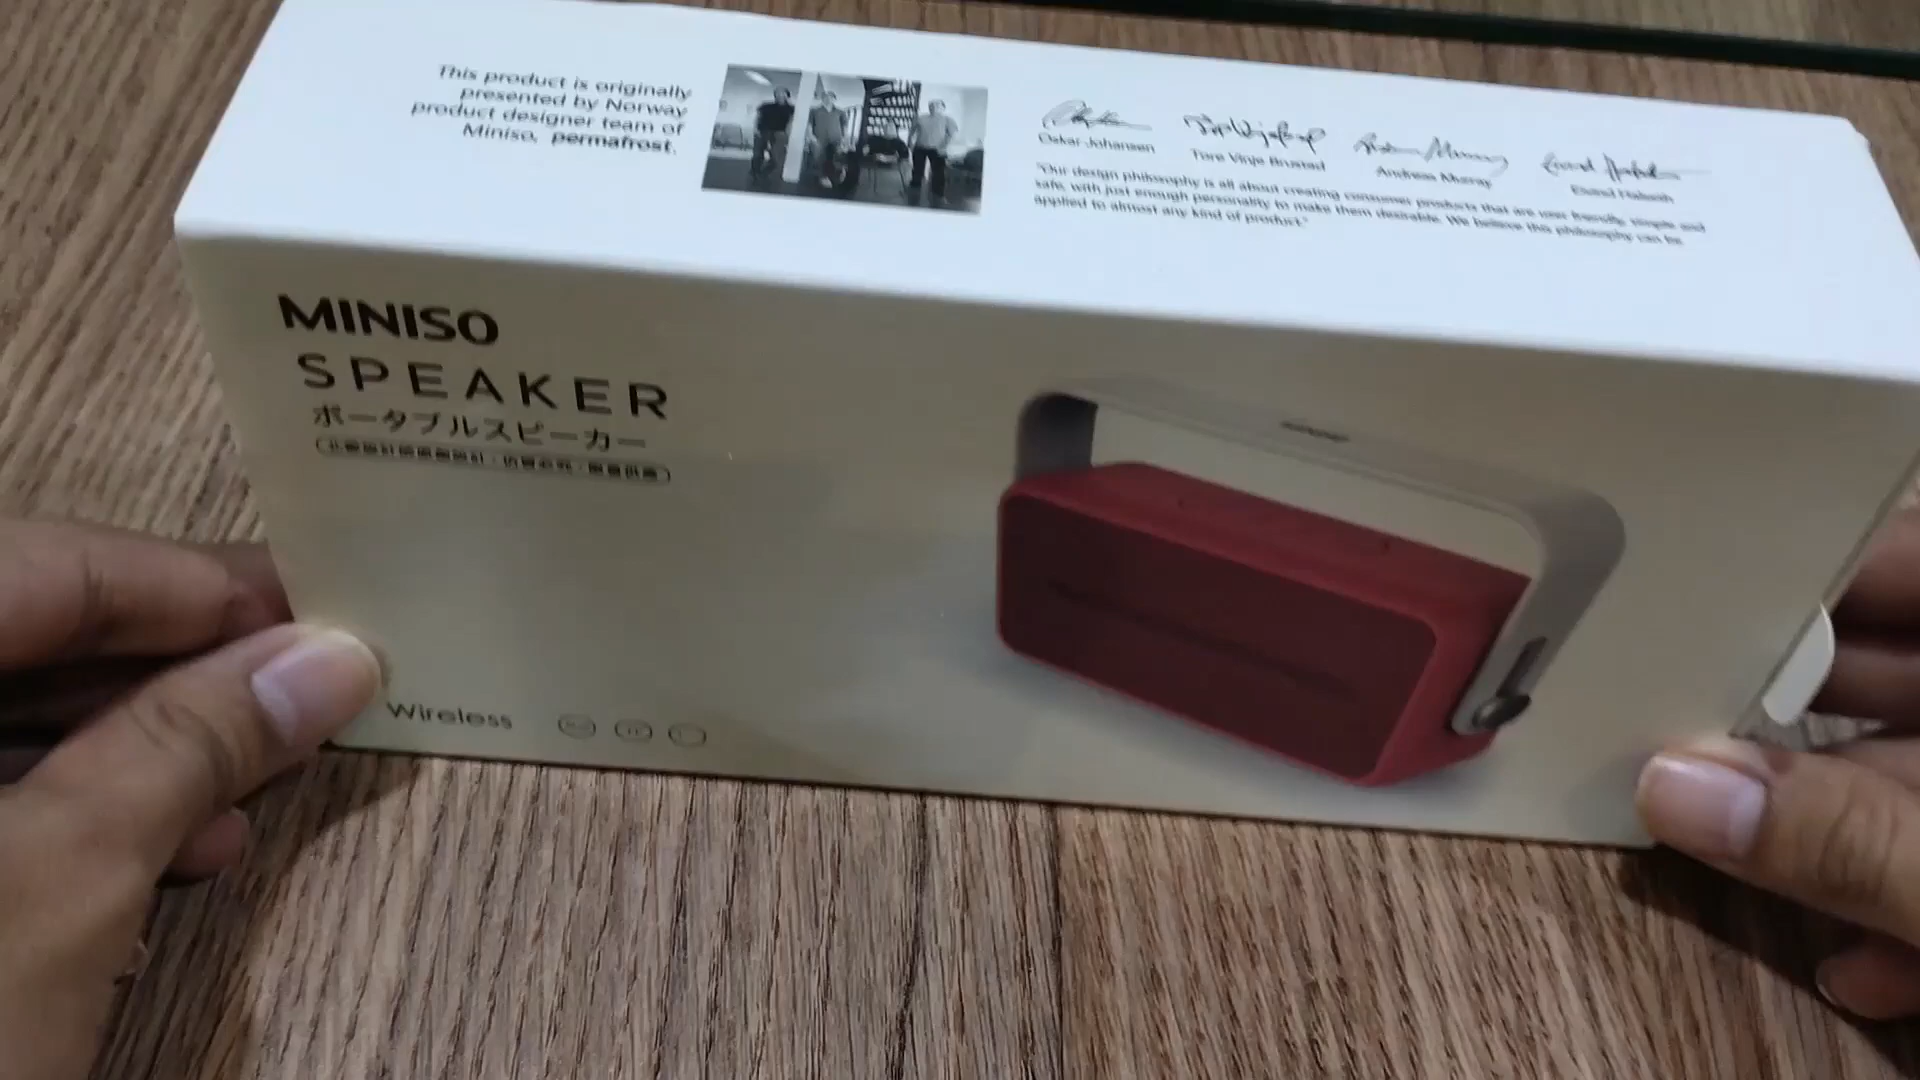 This product is originally
presented by Norway
product designer team of
Miniso, permafrost.
Oskar Johansen
Tore Vinje Brustad
Andreas Murray
"Our design philosophy is all about creating consumer products that are user friendly, simple and
safe, with just enough personality to make them desirable. We believe this philosophy can be
applied to almost any kind of product."
MINISO
SPEAKER
ポータブルスピーカー
Wireless